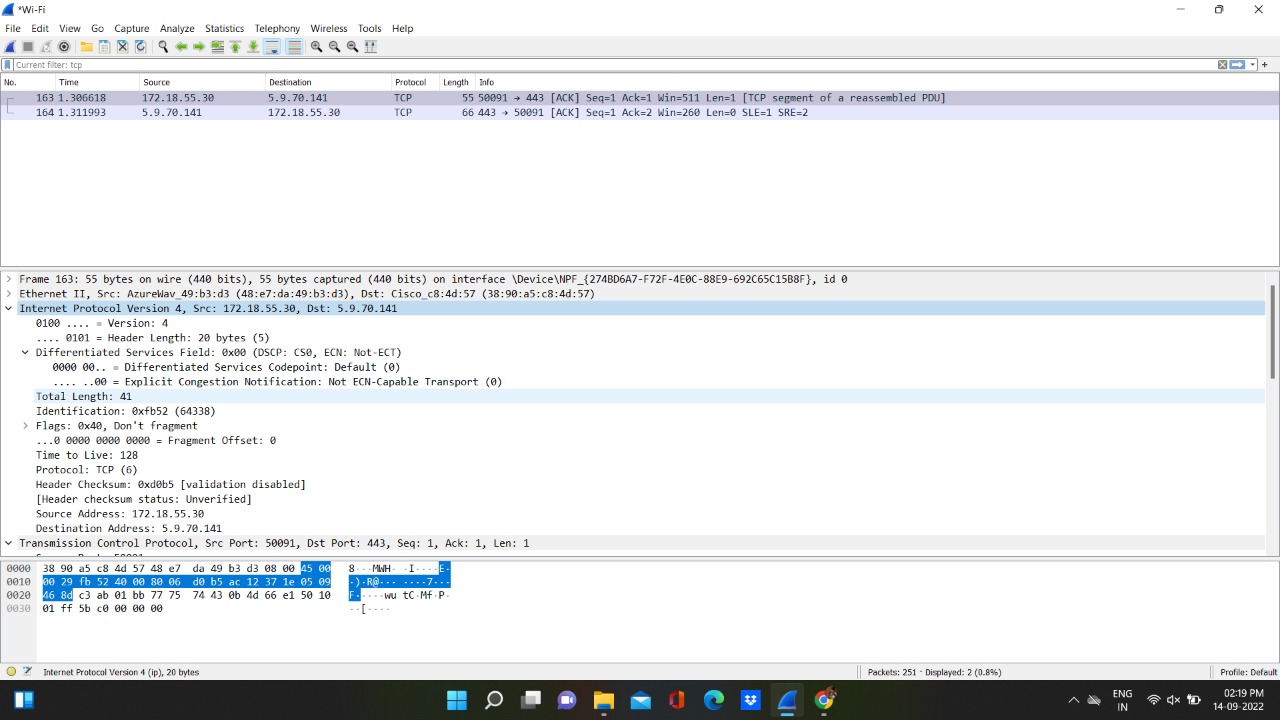 *Wi-Fi
File Edit View Go Capture Analyze Statistics Telephony Wireless Tools Help
Current filter: tcp
No. Time Source Destination Protocol Length Info
163 1.306618 172.18.55.30 5.9.70.141 TCP 55 50091 → 443 [ACK] Seq=1 Ack=1 Win=511 Len=1 [TCP segment of a reassembled PDU]
164 1.311993 5.9.70.141 172.18.55.30 TCP 66 443 → 50091 [ACK] Seq=1 Ack=2 Win=260 Len=0 SLE=1 SRE=2
Frame 163: 55 bytes on wire (440 bits), 55 bytes captured (440 bits) on interface \Device\NPF_{274BD6A7-F72F-4E0C-88E9-692C65C15B8F}, id 0
Ethernet II, Src: AzureWav_49:b3:d3 (48:e7:da:49:b3:d3), Dst: Cisco_c8:4d:57 (38:90:a5:c8:4d:57)
Internet Protocol Version 4, Src: 172.18.55.30, Dst: 5.9.70.141
0100 .... = Version: 4
.... 0101 = Header Length: 20 bytes (5)
Differentiated Services Field: 0x00 (DSCP: CS0, ECN: Not-ECT)
0000 00.. = Differentiated Services Codepoint: Default (0)
.... ..00 = Explicit Congestion Notification: Not ECN-Capable Transport (0)
Total Length: 41
Identification: 0xfb52 (64338)
Flags: 0x40, Don't fragment
...0 0000 0000 0000 = Fragment Offset: 0
Time to Live: 128
Protocol: TCP (6)
Header Checksum: 0xd0b5 [validation disabled]
[Header checksum status: Unverified]
Source Address: 172.18.55.30
Destination Address: 5.9.70.141
Transmission Control Protocol, Src Port: 50091, Dst Port: 443, Seq: 1, Ack: 1, Len: 1
0000 38 90 a5 c8 4d 57 48 e7 da 49 b3 d3 08 00 45 00 8···MWH· ·I····E·
0010 00 29 fb 52 40 00 80 06 d0 b5 ac 12 37 1e 05 09 ·)·R@··· ····7···
0020 46 8d c3 ab 01 bb 77 75 74 43 0b 4d 66 e1 50 10 F·····wu tC·Mf·P·
0030 01 ff 5b c0 00 00 00 ··[····
Internet Protocol Version 4 (ip), 20 bytes
Packets: 251 · Displayed: 2 (0.8%)
Profile: Default
ENG
IN
02:19 PM
14-09-2022